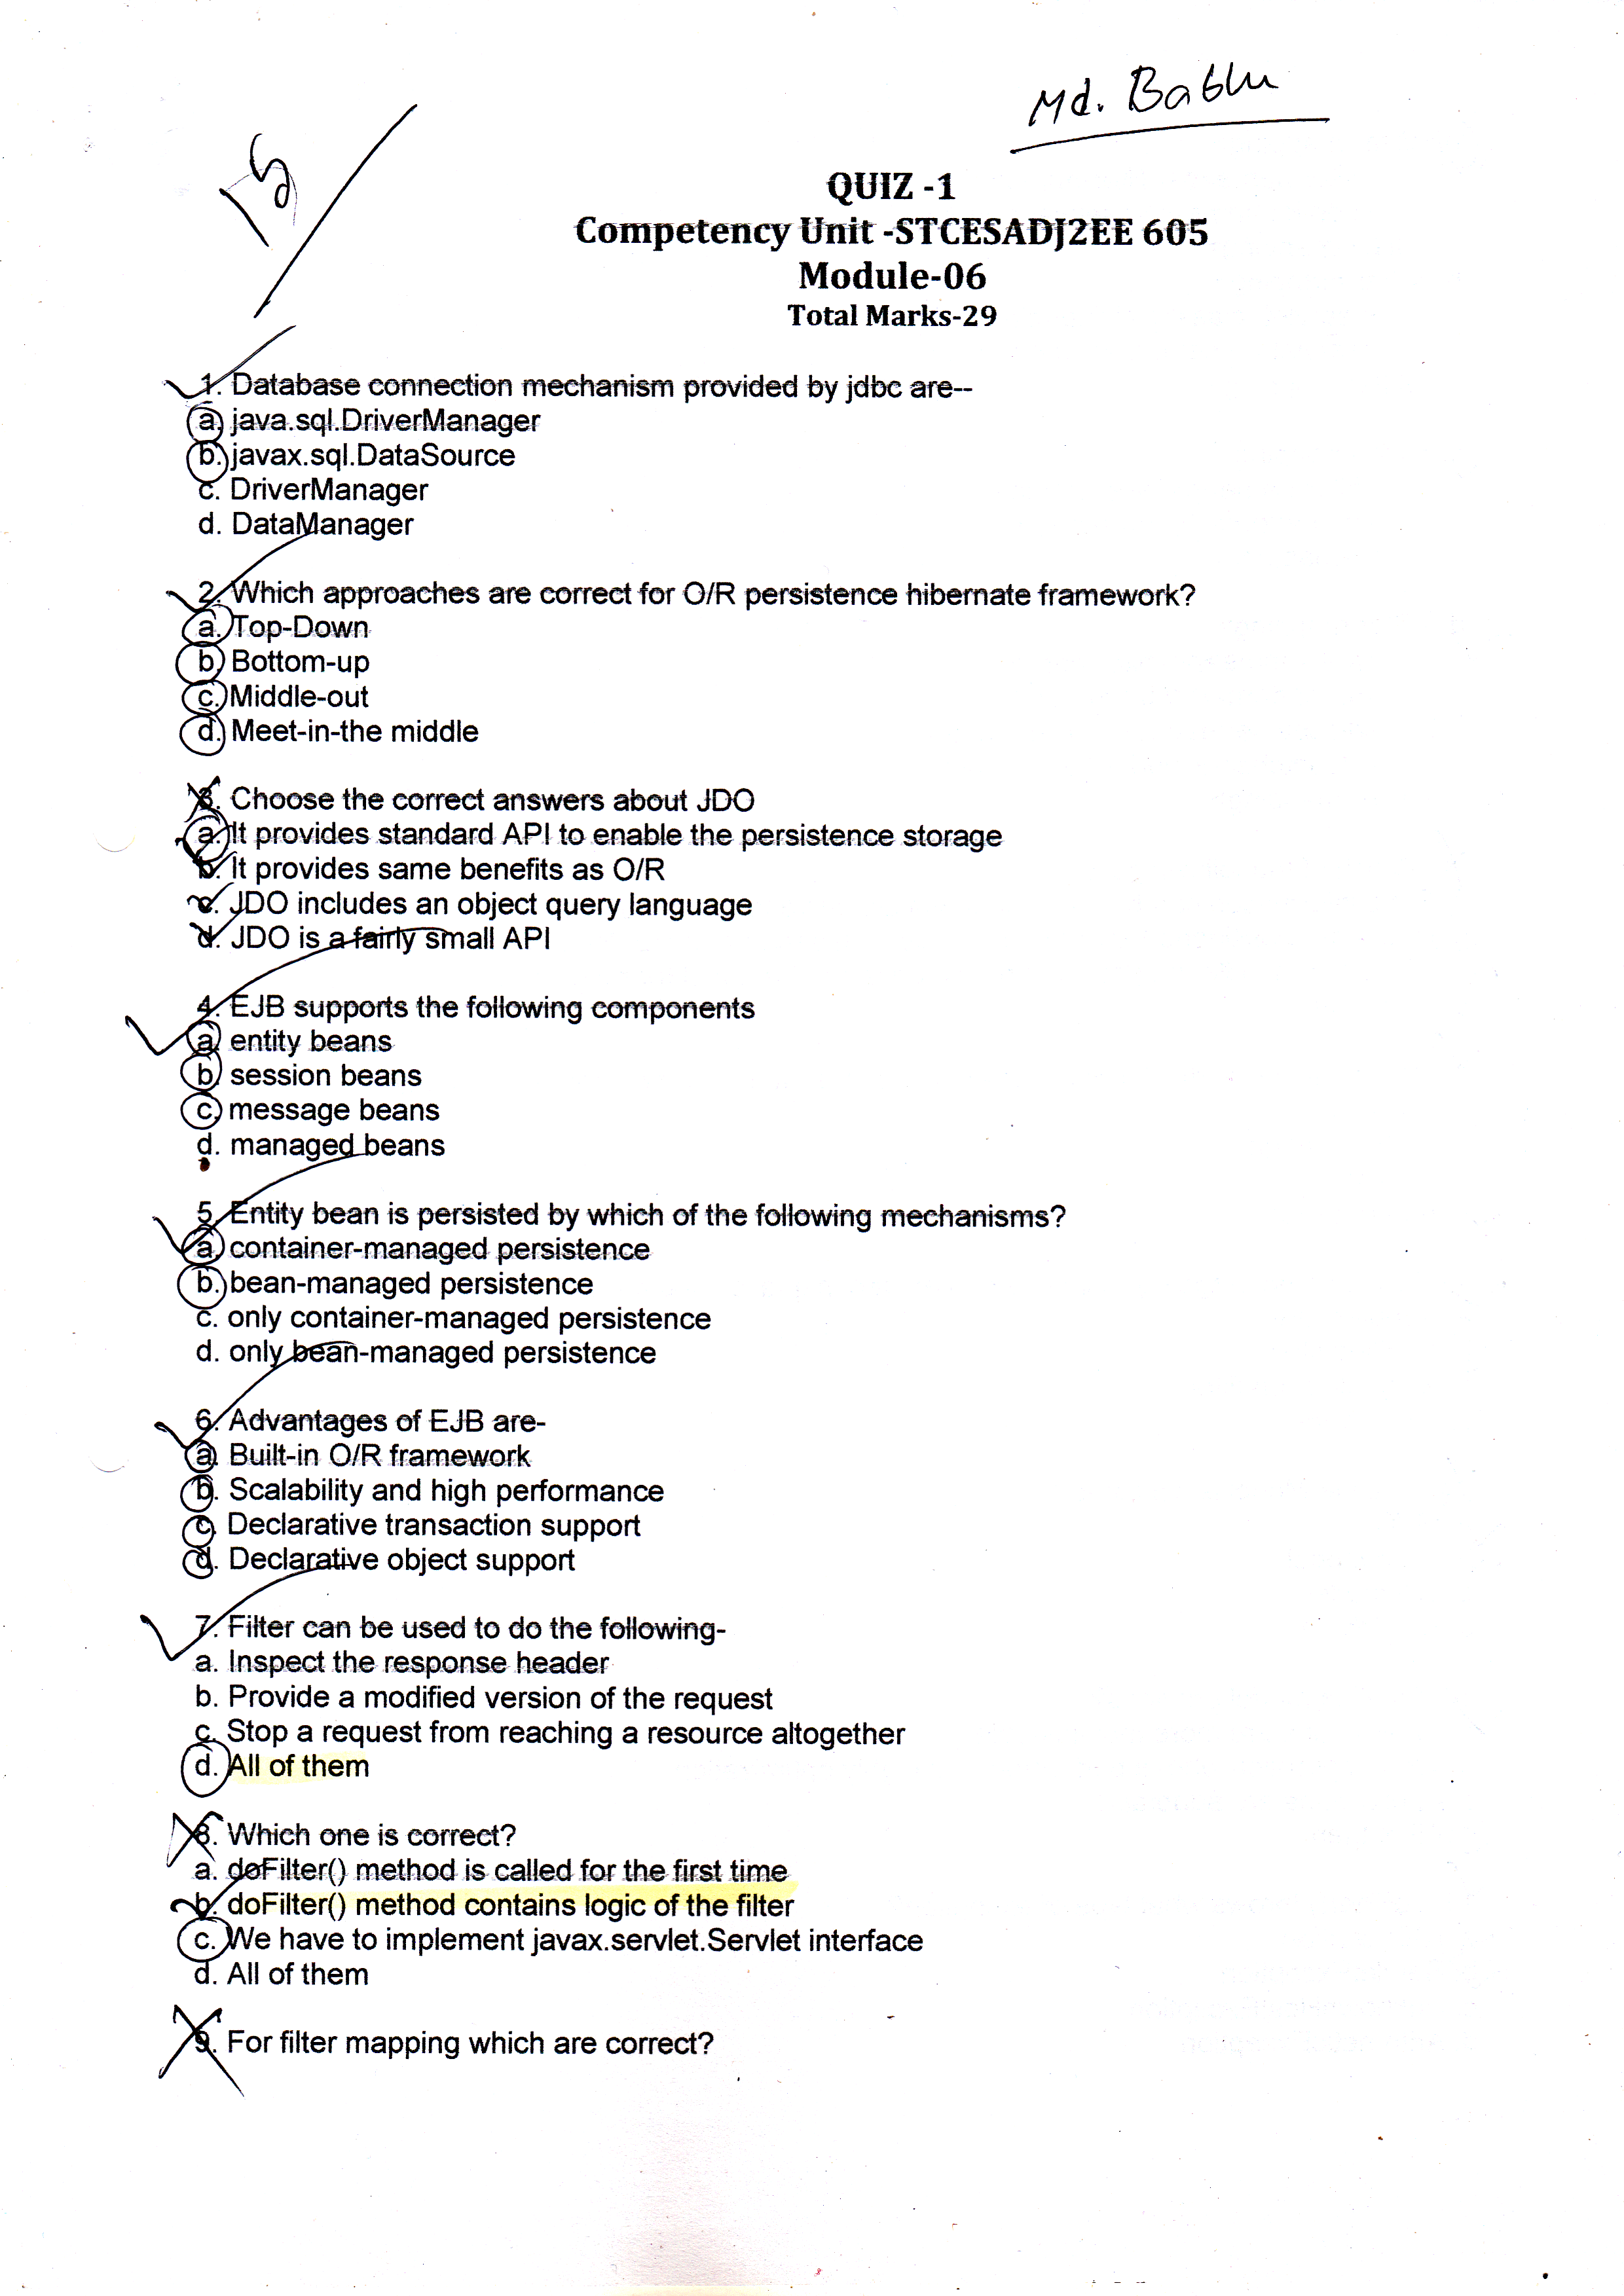 Md. Bablu
15
QUIZ -1
Competency Unit -STCESADJ2EE 605
Module-06
Total Marks-29
1. Database connection mechanism provided by jdbc are--
a. java.sql.DriverManager
b. javax.sql.DataSource
c. DriverManager
d. DataManager
2. Which approaches are correct for O/R persistence hibernate framework?
a. Top-Down
b. Bottom-up
c. Middle-out
d. Meet-in-the middle
3. Choose the correct answers about JDO
a. It provides standard API to enable the persistence storage
b. It provides same benefits as O/R
c. JDO includes an object query language
d. JDO is a fairly small API
4. EJB supports the following components
a. entity beans
b. session beans
c. message beans
d. managed beans
5. Entity bean is persisted by which of the following mechanisms?
a. container-managed persistence
b. bean-managed persistence
c. only container-managed persistence
d. only bean-managed persistence
6. Advantages of EJB are-
a. Built-in O/R framework
b. Scalability and high performance
c. Declarative transaction support
d. Declarative object support
7. Filter can be used to do the following-
a. Inspect the response header
b. Provide a modified version of the request
c. Stop a request from reaching a resource altogether
d. All of them
8. Which one is correct?
a. doFilter() method is called for the first time
b. doFilter() method contains logic of the filter
c. We have to implement javax.servlet.Servlet interface
d. All of them
9. For filter mapping which are correct?